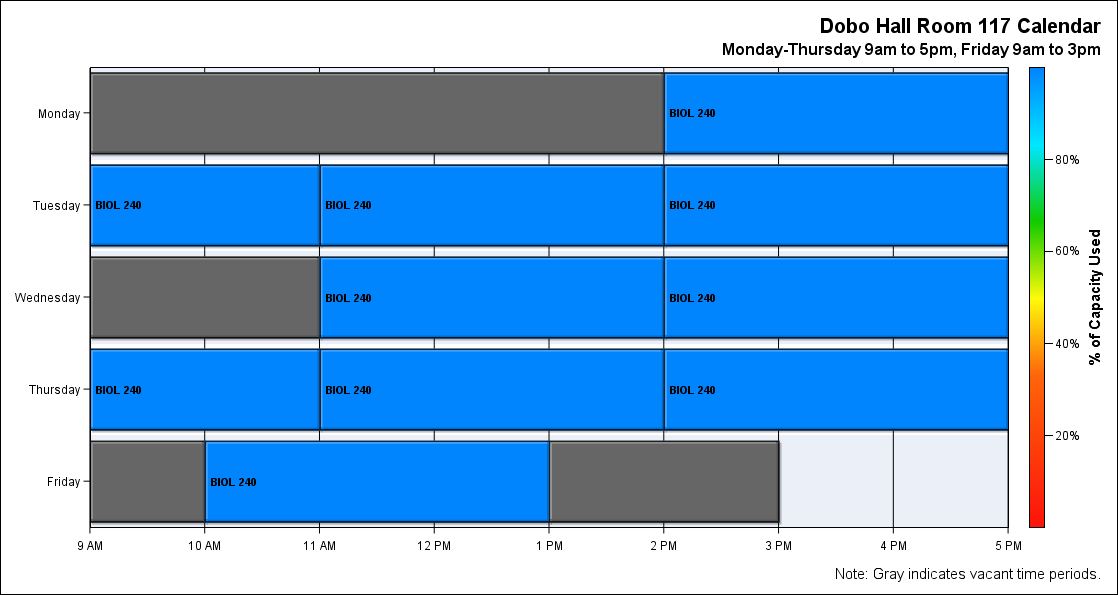 Dobo Hall Room 117 Calendar
Monday-Thursday 9am to 5pm, Friday 9am to 3pm
Monday
BIOL 240
Tuesday
BIOL 240 BIOL 240 BIOL 240
Wednesday
BIOL 240 BIOL 240
Thursday
BIOL 240 BIOL 240 BIOL 240
Friday
BIOL 240
9 AM 10 AM 11 AM 12 PM 1 PM 2 PM 3 PM 4 PM 5 PM
80%
60%
40%
20%
% of Capacity Used
Note: Gray indicates vacant time periods.